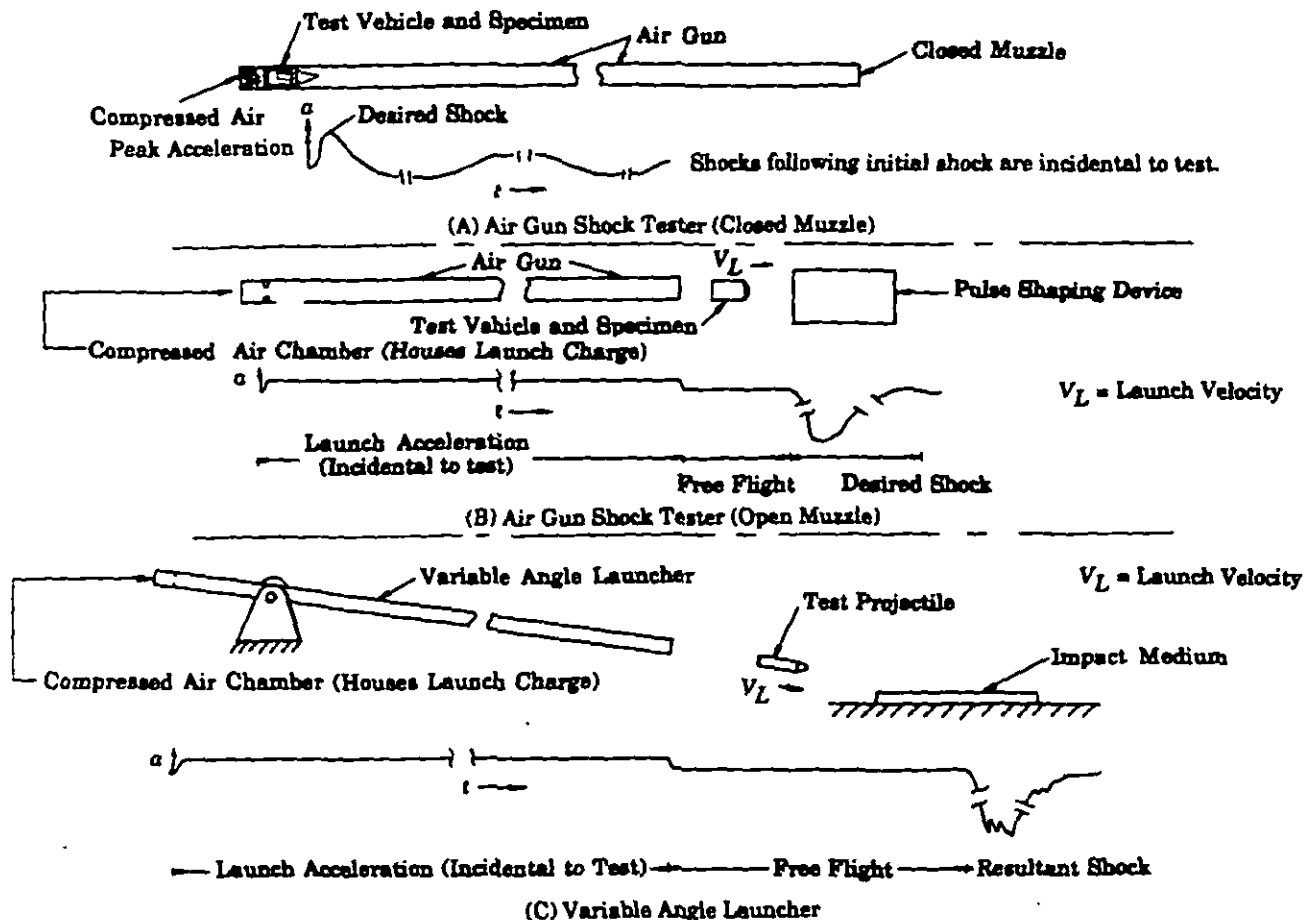 Test Vehicle and Specimen
Air Gun
Closed Muzzle
Compressed Air
a
Desired Shock
Peak Acceleration
Shocks following initial shock are incidental to test.
t
(A) Air Gun Shock Tester (Closed Muzzle)
Air Gun
V_L
Pulse Shaping Device
Test Vehicle and Specimen
Compressed Air Chamber (Houses Launch Charge)
a
V_L = Launch Velocity
t
Launch Acceleration
(Incidental to test)
Free Flight
Desired Shock
(B) Air Gun Shock Tester (Open Muzzle)
Variable Angle Launcher
V_L = Launch Velocity
Test Projectile
Impact Medium
Compressed Air Chamber (Houses Launch Charge)
V_L
a
t
Launch Acceleration (Incidental to Test)
Free Flight
Resultant Shock
(C) Variable Angle Launcher